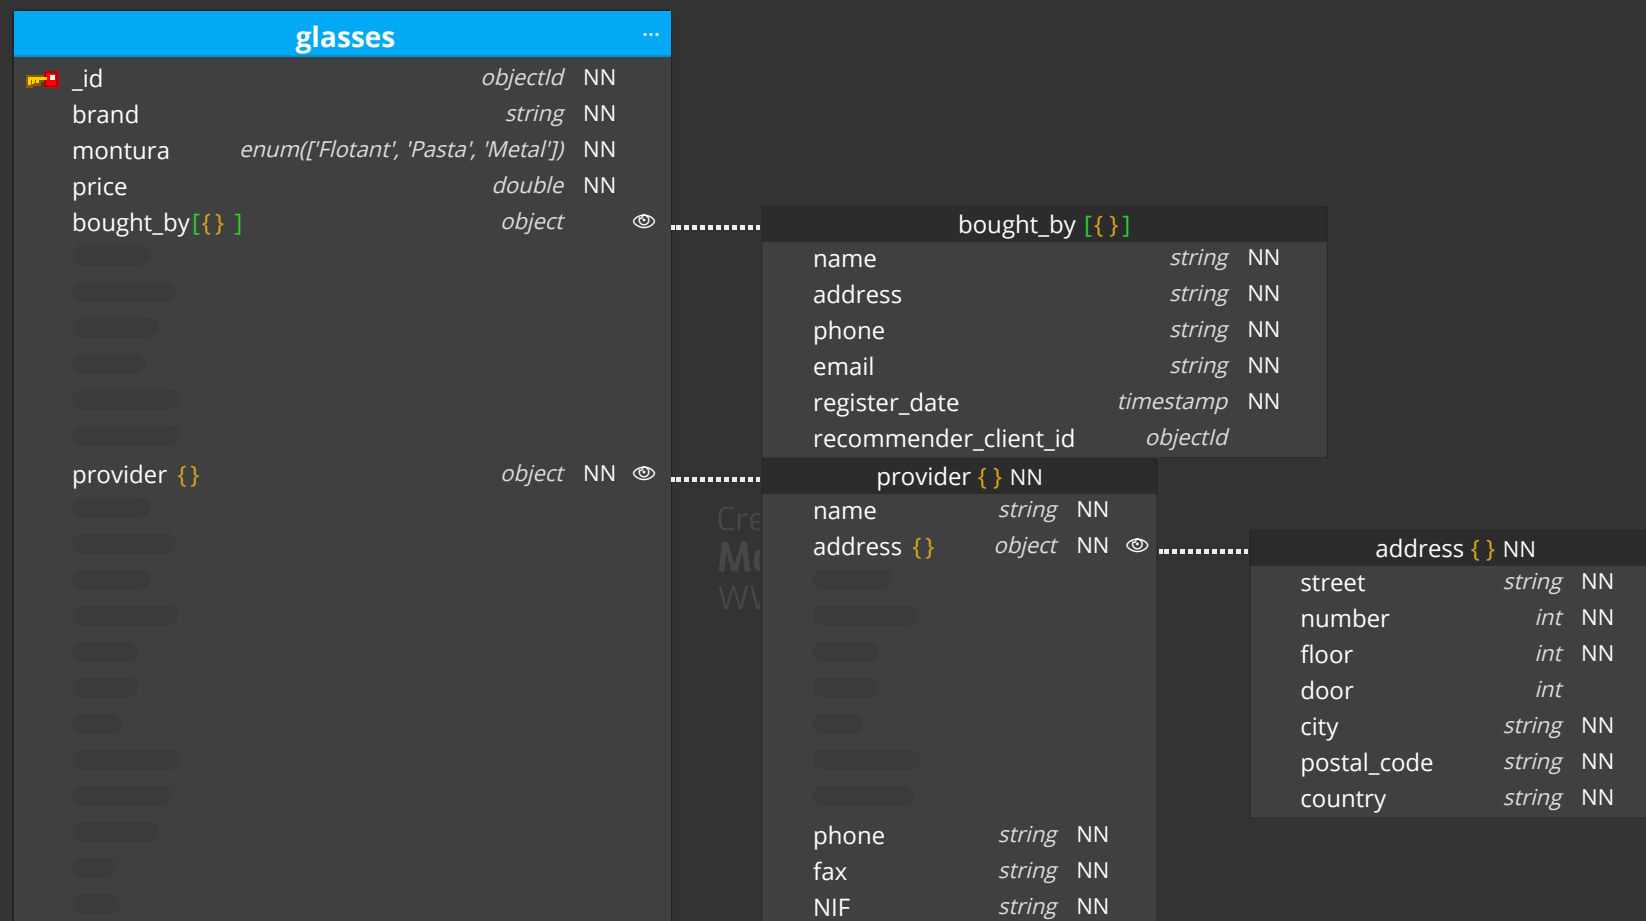 glasses ...
_id objectId NN
brand string NN
montura enum(['Flotant', 'Pasta', 'Metal']) NN
price double NN
bought_by[{} ] object
bought_by [{}]
name string NN
address string NN
phone string NN
email string NN
register_date timestamp NN
recommender_client_id objectId
provider {} object NN
provider {} NN
name string NN
address {} object NN
address {} NN
street string NN
number int NN
floor int NN
door int
city string NN
postal_code string NN
country string NN
phone string NN
fax string NN
NIF string NN